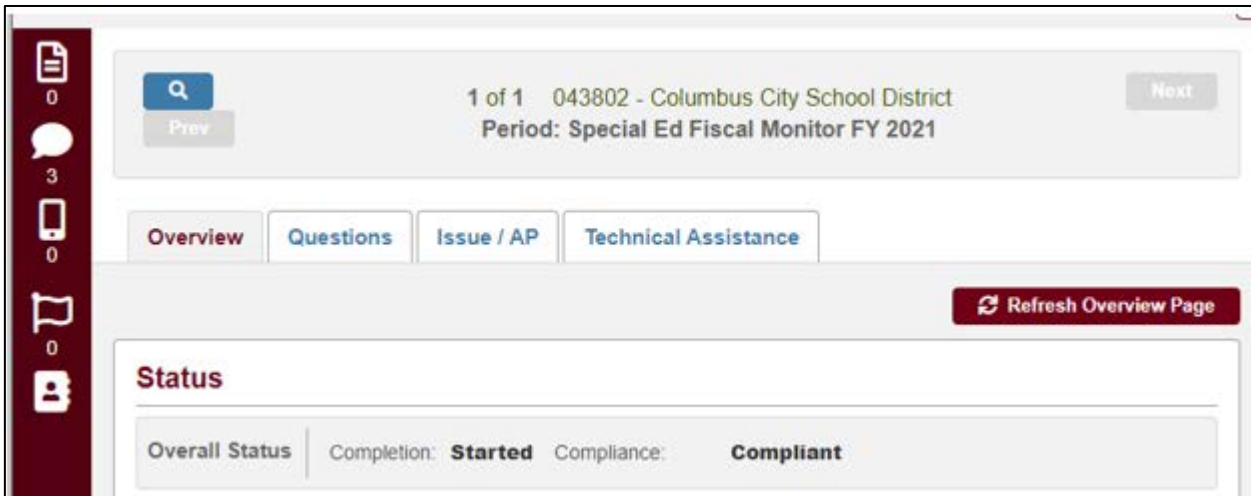 0
3
0
0
1 of 1 043802 - Columbus City School District
Prev
Next
Period: Special Ed Fiscal Monitor FY 2021
Overview Questions Issue / AP Technical Assistance
Refresh Overview Page
Status
Overall Status Completion: Started Compliance: Compliant